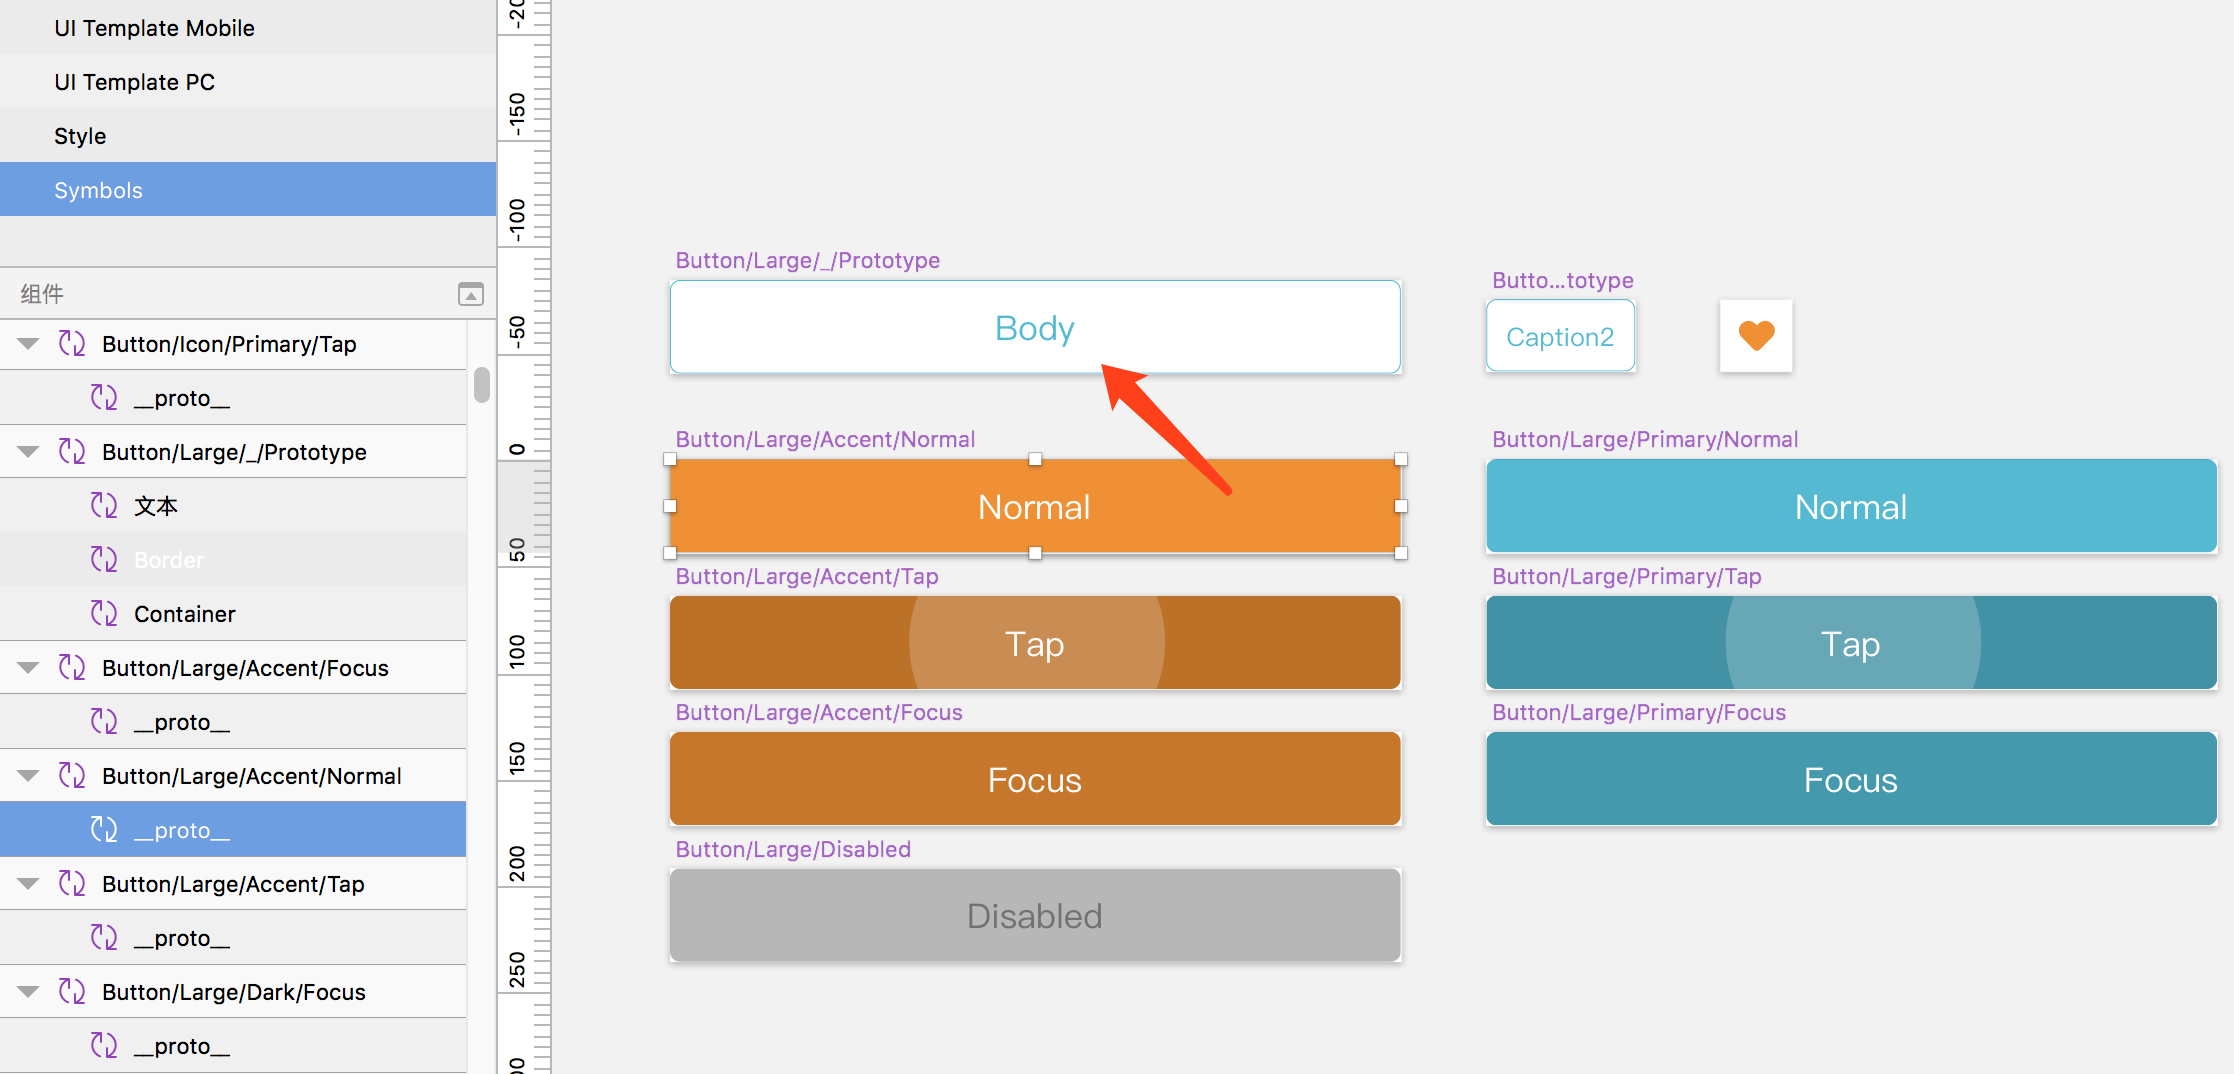 UI Template Mobile
UI Template PC
Style
Symbols
组件
Button/Icon/Primary/Tap
__proto__
Button/Large/_/Prototype
文本
Border
Container
Button/Large/Accent/Focus
__proto__
Button/Large/Accent/Normal
__proto__
Button/Large/Accent/Tap
__proto__
Button/Large/Dark/Focus
__proto__
-150
-100
-50
0
50
100
150
200
250
Button/Large/_/Prototype
Body
Butto...totype
Caption2
Button/Large/Accent/Normal
Normal
Button/Large/Primary/Normal
Normal
Button/Large/Accent/Tap
Tap
Button/Large/Primary/Tap
Tap
Button/Large/Accent/Focus
Focus
Button/Large/Primary/Focus
Focus
Button/Large/Disabled
Disabled